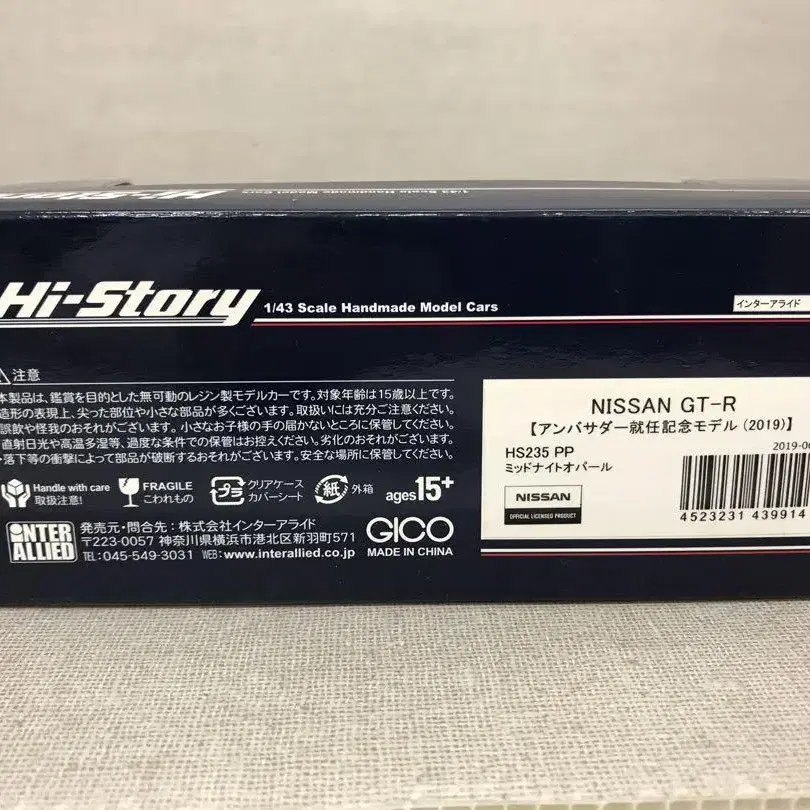 Hi-Story
1/43 Scale Handmade Model Cars
Hi-Story
1/43 Scale Handmade Model Cars
インターアライド
注意
本製品は、鑑賞を目的とした無可動のレジン製モデルカーです。対象年齢は15歳以上です。
造形の表現上、尖った部位や小さな部品が多くございます。取扱いには充分ご注意ください。
誤飲や怪我のおそれがございます。小さなお子様の手の届かないところに保管してください。
直射日光や高温多湿等、過度な条件での保管はお控えください。劣化のおそれがございます。
・落下等の衝撃によって部品が破断するおそれがございます。安全な場所に保管してください。
Handle with care
取扱注意!
FRAGILE
こわれもの
プラ
クリアケース
カバーシート
紙
外箱
ages15+
INTER
ALLIED
発売元・問合先：株式会社インターアライド
〒223-0057 神奈川県横浜市港北区新羽町571
TEL:045-549-3031 WEB:www.interallied.co.jp
GICO
MADE IN CHINA
NISSAN GT-R
【アンバサダー就任記念モデル(2019)】
HS235 PP
ミッドナイトオパール
2019-0
NISSAN
OFFICIAL LICENSED PRODUCT
4523231 439914